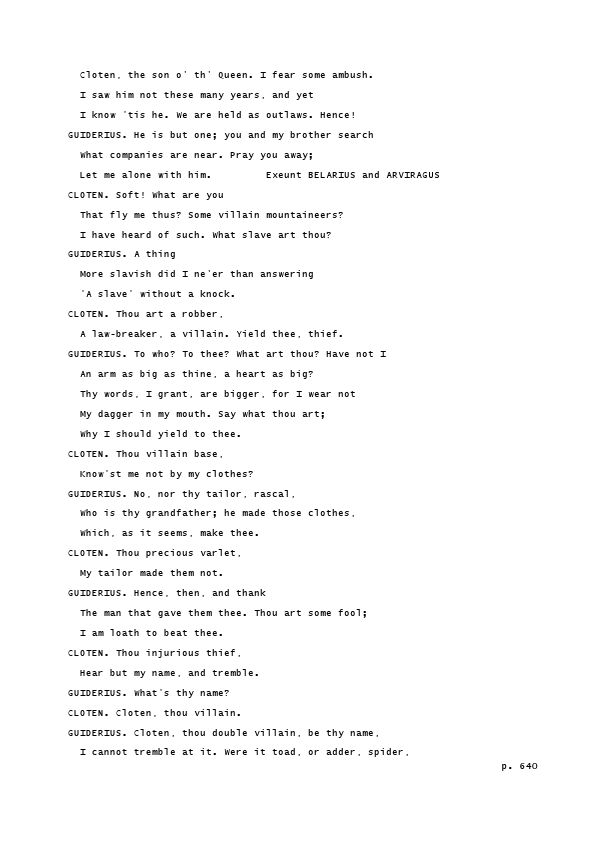 Cloten, the son o' th' Queen. I fear some ambush.
I saw him not these many years, and yet
I know 'tis he. We are held as outlaws. Hence!
GUIDERIUS. He is but one; you and my brother search
What companies are near. Pray you away;
Let me alone with him. Exeunt BELARIUS and ARVIRAGUS
CLOTEN. Soft! What are you
That fly me thus? Some villain mountaineers?
I have heard of such. What slave art thou?
GUIDERIUS. A thing
More slavish did I ne'er than answering
'A slave' without a knock.
CLOTEN. Thou art a robber,
A law-breaker, a villain. Yield thee, thief.
GUIDERIUS. To who? To thee? What art thou? Have not I
An arm as big as thine, a heart as big?
Thy words, I grant, are bigger, for I wear not
My dagger in my mouth. Say what thou art;
Why I should yield to thee.
CLOTEN. Thou villain base,
Know'st me not by my clothes?
GUIDERIUS. No, nor thy tailor, rascal,
Who is thy grandfather; he made those clothes,
Which, as it seems, make thee.
CLOTEN. Thou precious varlet,
My tailor made them not.
GUIDERIUS. Hence, then, and thank
The man that gave them thee. Thou art some fool;
I am loath to beat thee.
CLOTEN. Thou injurious thief,
Hear but my name, and tremble.
GUIDERIUS. What's thy name?
CLOTEN. Cloten, thou villain.
GUIDERIUS. Cloten, thou double villain, be thy name,
I cannot tremble at it. Were it toad, or adder, spider,
p. 640